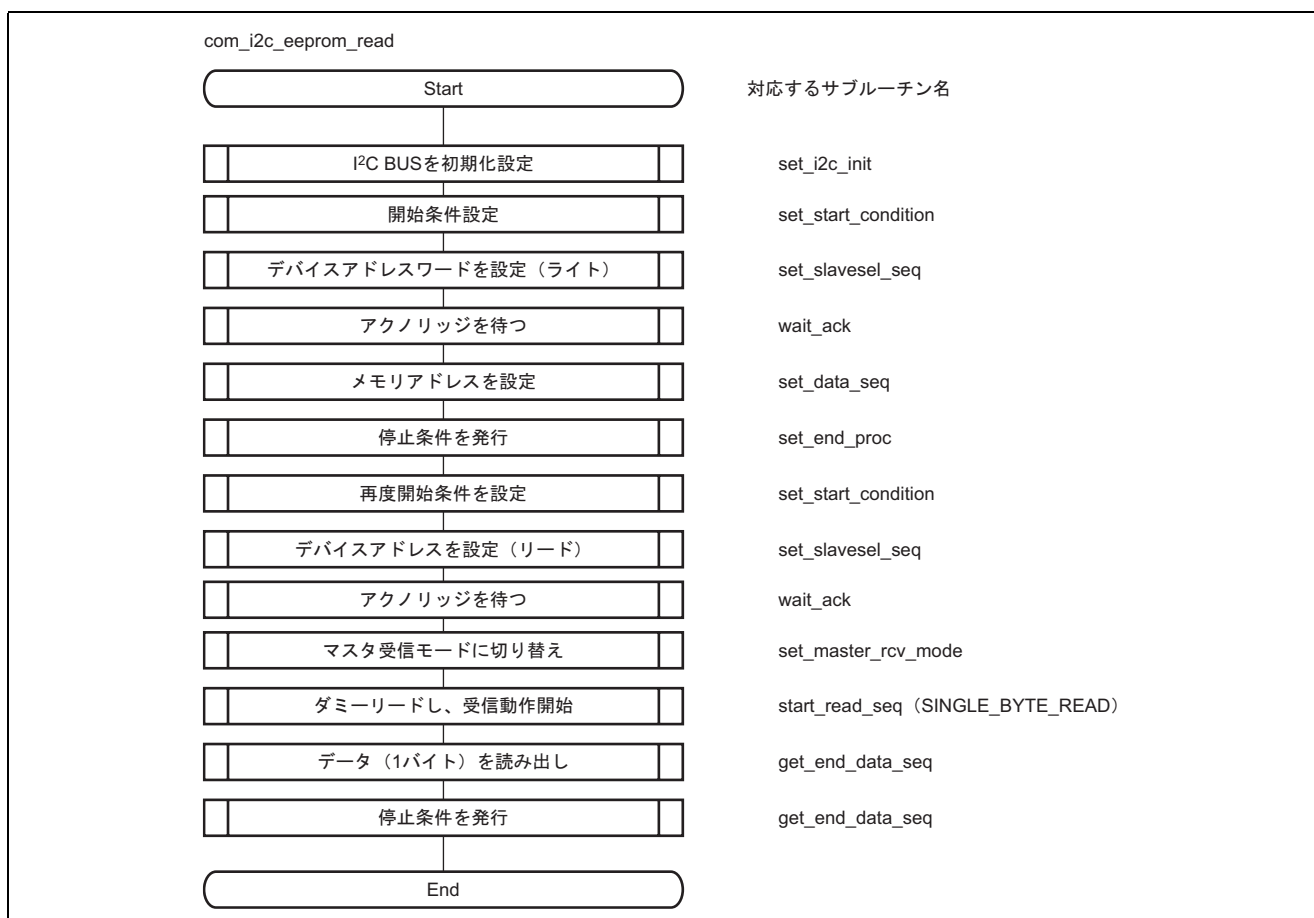 com_i2c_eeprom_read
Start 対応するサブルーチン名
I²C BUSを初期化設定 set_i2c_init
開始条件設定 set_start_condition
デバイスアドレスワードを設定（ライト） set_slavesel_seq
アクノリッジを待つ wait_ack
メモリアドレスを設定 set_data_seq
停止条件を発行 set_end_proc
再度開始条件を設定 set_start_condition
デバイスアドレスを設定（リード） set_slavesel_seq
アクノリッジを待つ wait_ack
マスタ受信モードに切り替え set_master_rcv_mode
ダミーリードし、受信動作開始 start_read_seq（SINGLE_BYTE_READ）
データ（1バイト）を読み出し get_end_data_seq
停止条件を発行 get_end_data_seq
End